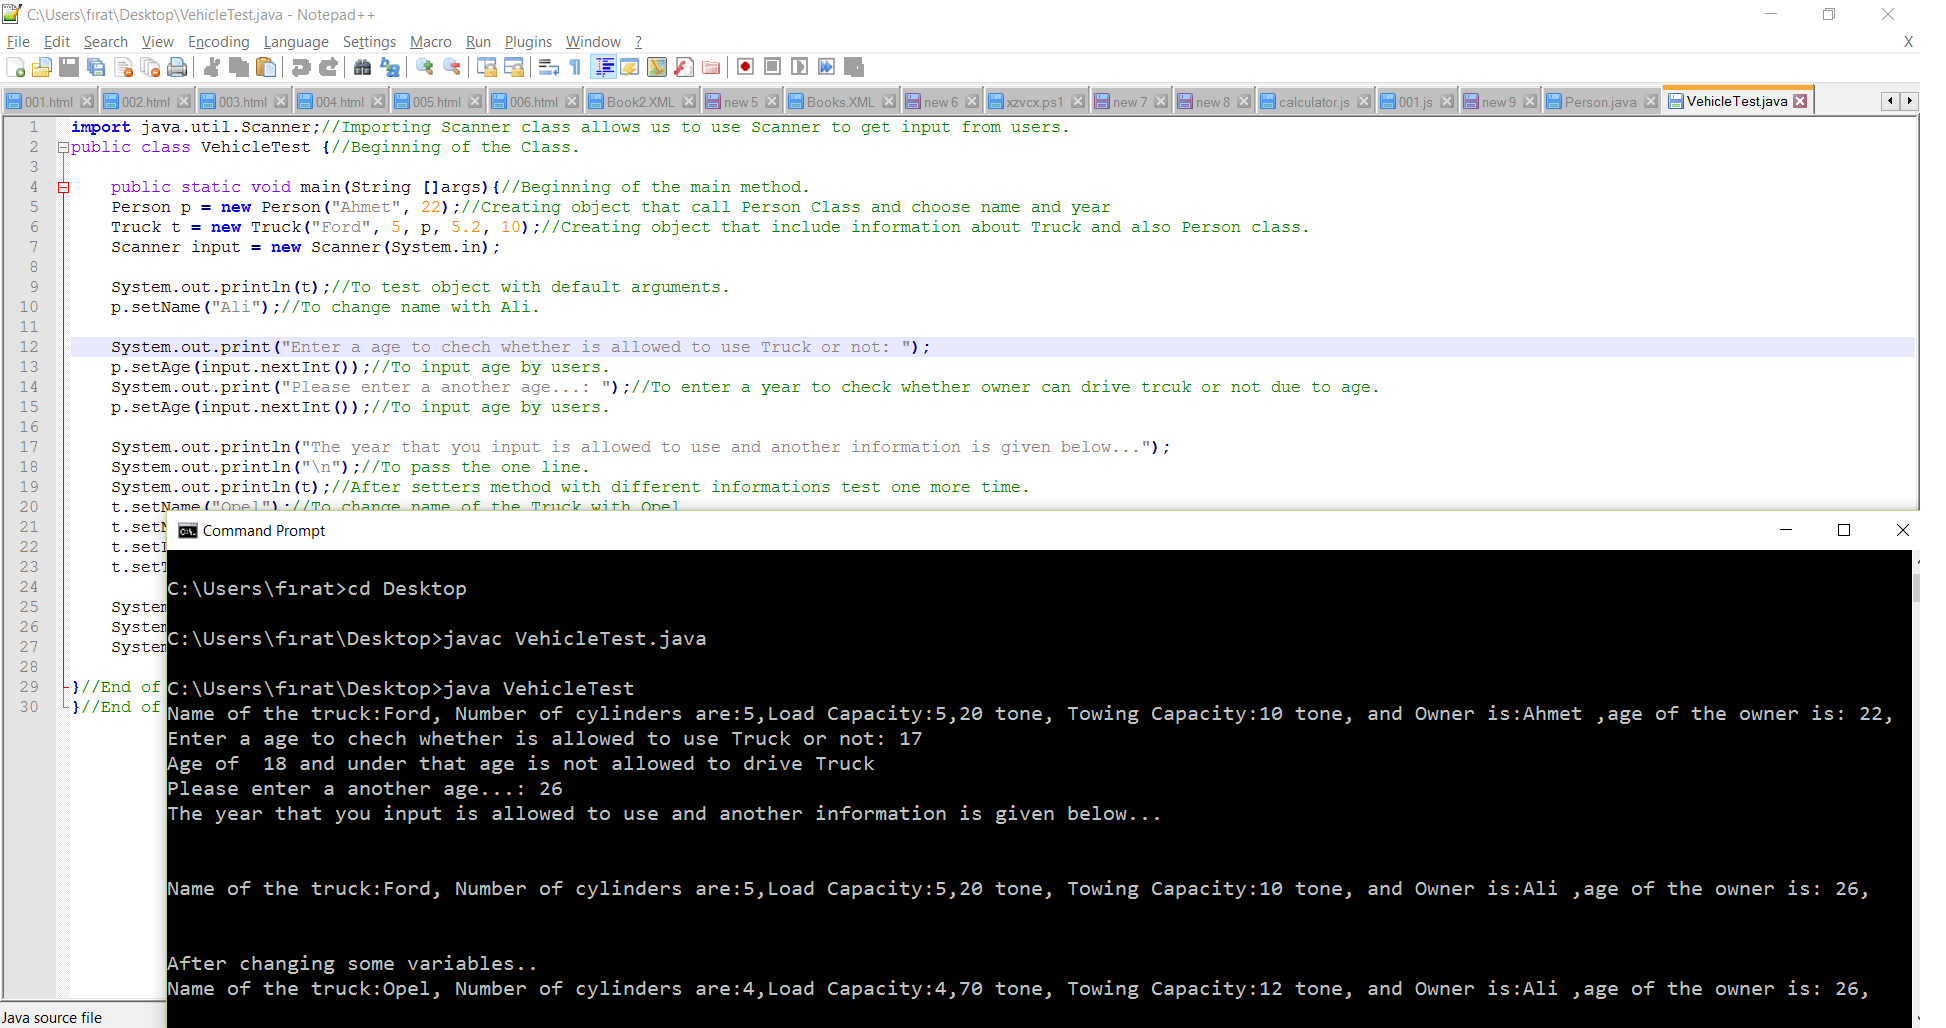 C:\Users\fırat\Desktop\VehicleTest.java - Notepad++
File Edit Search View Encoding Language Settings Macro Run Plugins Window ? X
001.html 002.html 003.html 004.html 005.html 006.html Book2.XML new 5 Books.XML new 6 xzvcx.ps1 new 7 new 8 calculator.js 001.js new 9 Person.java VehicleTest.java
1 import java.util.Scanner;//Importing Scanner class allows us to use Scanner to get input from users.
2 public class VehicleTest {//Beginning of the Class.
3
4 public static void main(String []args){//Beginning of the main method.
5 Person p = new Person("Ahmet", 22);//Creating object that call Person Class and choose name and year
6 Truck t = new Truck("Ford", 5, p, 5.2, 10);//Creating object that include information about Truck and also Person class.
7 Scanner input = new Scanner(System.in);
8
9 System.out.println(t);//To test object with default arguments.
10 p.setName("Ali");//To change name with Ali.
11
12 System.out.print("Enter a age to chech whether is allowed to use Truck or not: ");
13 p.setAge(input.nextInt());//To input age by users.
14 System.out.print("Please enter a another age...: ");//To enter a year to check whether owner can drive trcuk or not due to age.
15 p.setAge(input.nextInt());//To input age by users.
16
17 System.out.println("The year that you input is allowed to use and another information is given below...");
18 System.out.println("\n");//To pass the one line.
19 System.out.println(t);//After setters method with different informations test one more time.
20 t.setName("Opel");//To change name of the Truck with Opel
21 t.set
22 t.set
23 t.set
24
25 System
26 System
27 System
28
29 }//End of
30 }//End of
Command Prompt
C:\Users\fırat>cd Desktop
C:\Users\fırat\Desktop>javac VehicleTest.java
C:\Users\fırat\Desktop>java VehicleTest
Name of the truck:Ford, Number of cylinders are:5,Load Capacity:5,20 tone, Towing Capacity:10 tone, and Owner is:Ahmet ,age of the owner is: 22,
Enter a age to chech whether is allowed to use Truck or not: 17
Age of  18 and under that age is not allowed to drive Truck
Please enter a another age...: 26
The year that you input is allowed to use and another information is given below...
Name of the truck:Ford, Number of cylinders are:5,Load Capacity:5,20 tone, Towing Capacity:10 tone, and Owner is:Ali ,age of the owner is: 26,
After changing some variables..
Name of the truck:Opel, Number of cylinders are:4,Load Capacity:4,70 tone, Towing Capacity:12 tone, and Owner is:Ali ,age of the owner is: 26,
Java source file